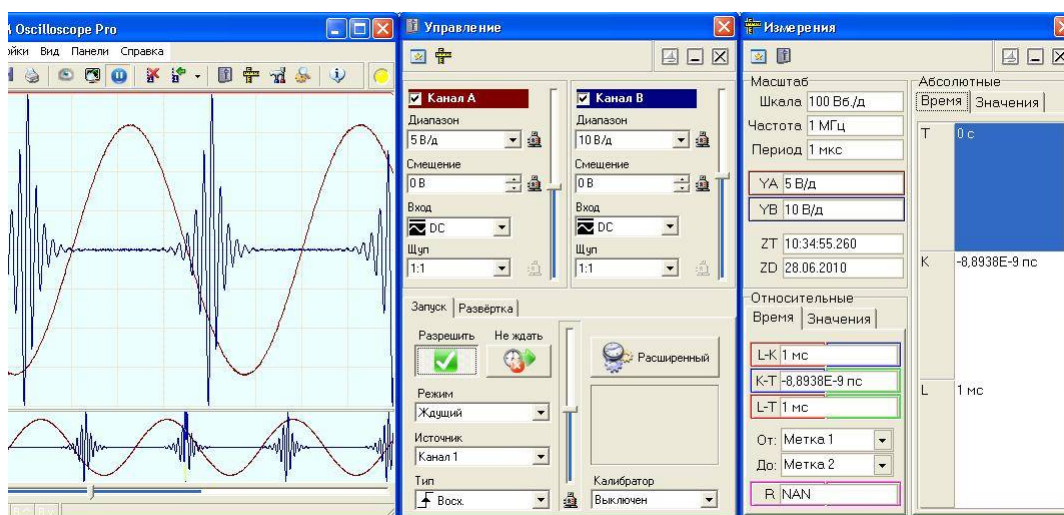 Oscilloscope Pro
ойки Вид Панели Справка
Управление
Канал A
Диапазон
5 В/д
Смещение
0 В
Вход
DC
Щуп
1:1
Канал B
Диапазон
10 В/д
Смещение
0 В
Вход
DC
Щуп
1:1
Запуск Развёртка
Разрешить Не ждать
Расширенный
Режим
Ждущий
Источник
Канал 1
Тип
Восх.
Калибратор
Выключен
Измерения
Масштаб
Шкала 100 Вб./д
Частота 1 МГц
Период 1 мкс
YA 5 В/д
YB 10 В/д
ZT 10:34:55.260
ZD 28.06.2010
Относительные
Время Значения
L-K 1 мс
K-T -8,8938E-9 пс
L-T 1 мс
От: Метка 1
До: Метка 2
R NAN
Абсолютные
Время Значения
T 0 с
K -8,8938E-9 пс
L 1 мс